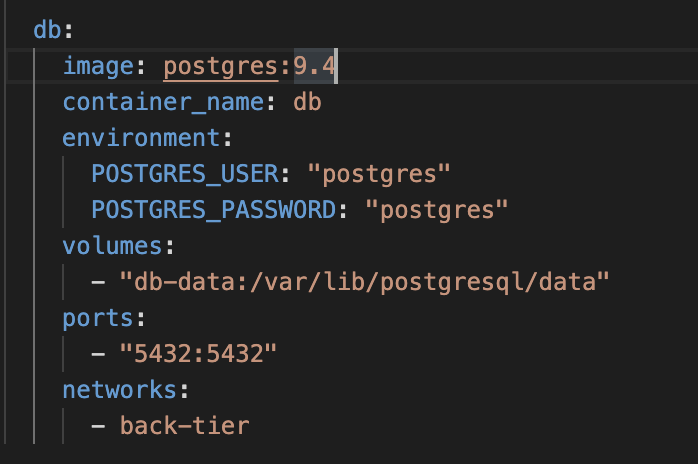 db:
  image: postgres:9.4
  container_name: db
  environment:
    POSTGRES_USER: "postgres"
    POSTGRES_PASSWORD: "postgres"
  volumes:
    - "db-data:/var/lib/postgresql/data"
  ports:
    - "5432:5432"
  networks:
    - back-tier